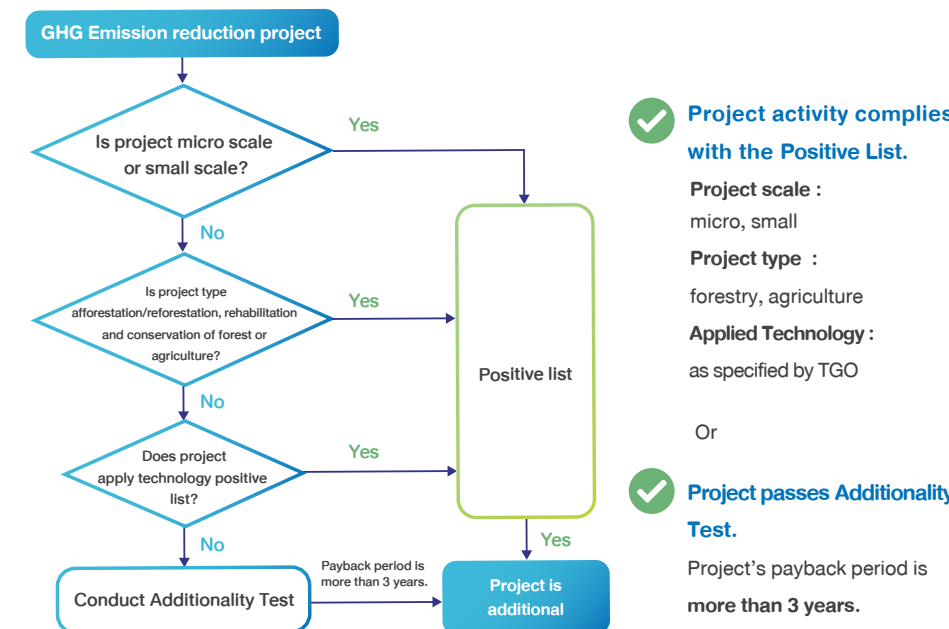 GHG Emission reduction project
Is project micro scale
or small scale?
Yes
No
Is project type
afforestation/reforestation, rehabilitation
and conservation of forest or
agriculture?
Yes
No
Does project
apply technology positive
list?
Yes
No
Positive list
Yes
Conduct Additionality Test
Payback period is
more than 3 years.
Project is
additional
Project activity complies
with the Positive List.
Project scale :
micro, small
Project type :
forestry, agriculture
Applied Technology :
as specified by TGO
Or
Project passes Additionality
Test.
Project's payback period is
more than 3 years.